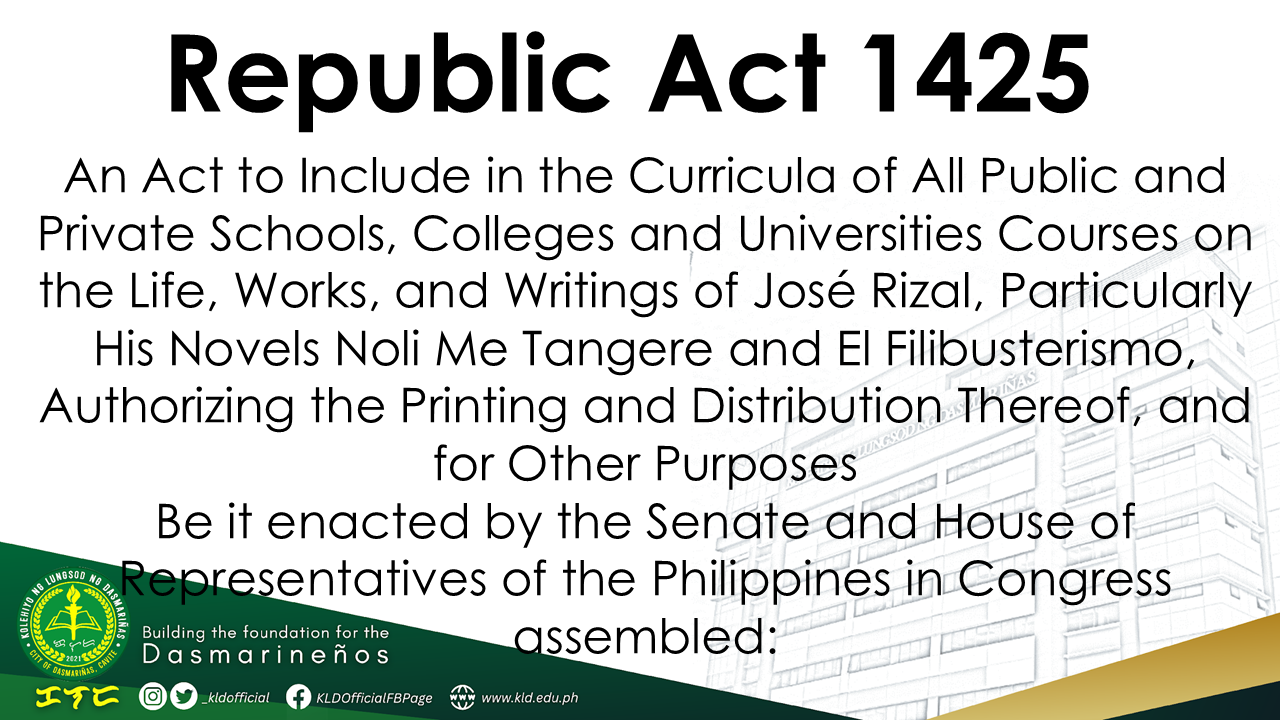 Republic Act 1425
An Act to Include in the Curricula of All Public and
Private Schools, Colleges and Universities Courses on
the Life, Works, and Writings of José Rizal, Particularly
His Novels Noli Me Tangere and El Filibusterismo,
Authorizing the Printing and Distribution Thereof, and
for Other Purposes
Be it enacted by the Senate and House of
Representatives of the Philippines in Congress
assembled:
LUNGSOD NG DASMARIÑAS
KOLEHIYO NG LUNGSOD NG DASMARIÑAS
2021
CITY OF DASMARIÑAS, CAVITE
Building the foundation for the
Dasmarineños
_kldofficial KLDOfficialFBPage www.kld.edu.ph